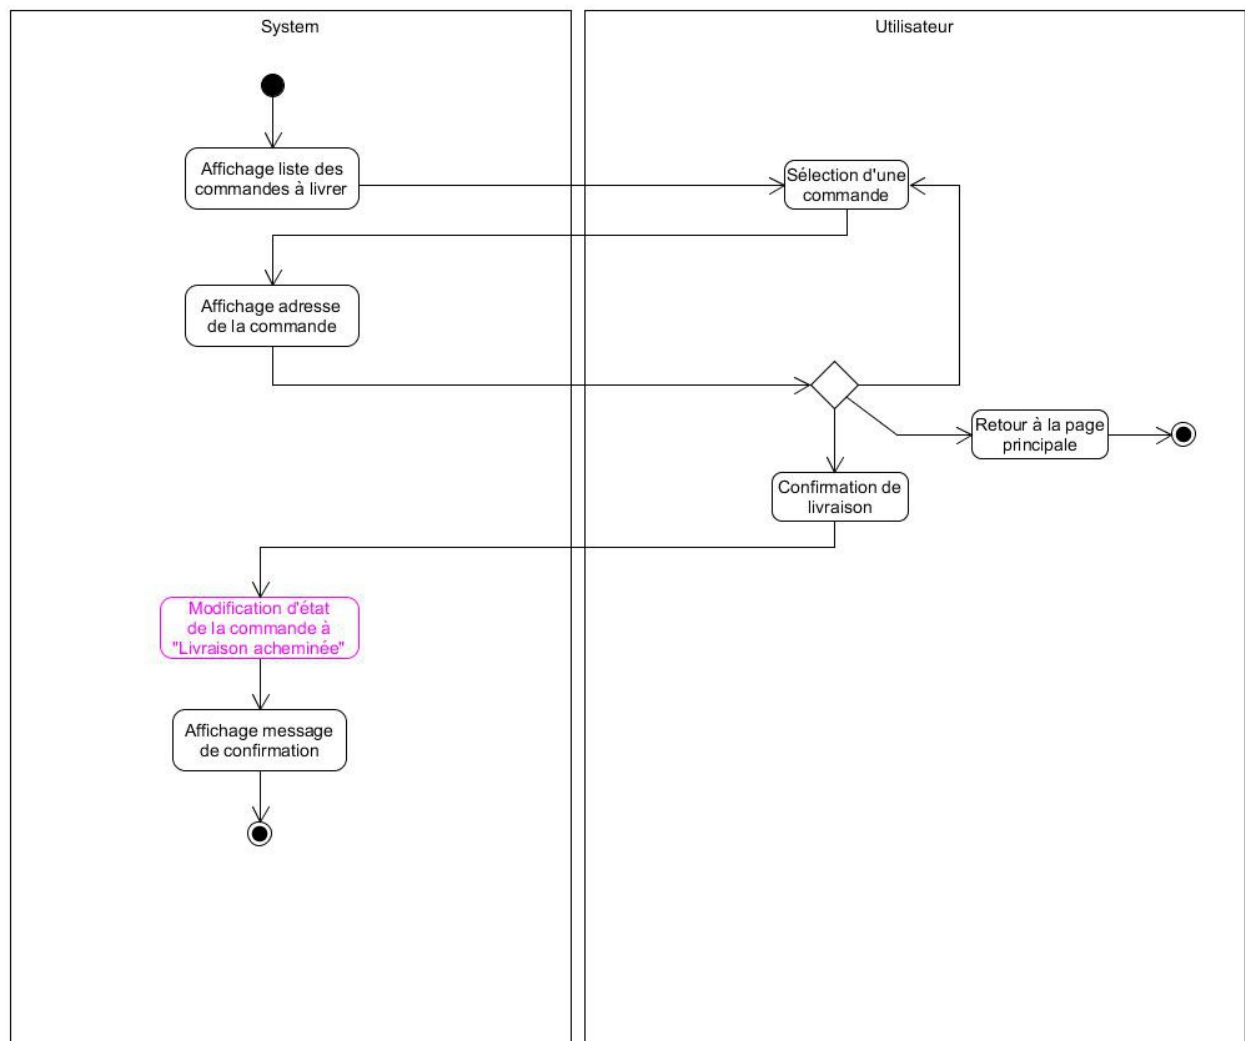 System
Utilisateur
Affichage liste des
commandes à livrer
Sélection d'une
commande
Affichage adresse
de la commande
Retour à la page
principale
Confirmation de
livraison
Modification d'état
de la commande à
"Livraison acheminée"
Affichage message
de confirmation